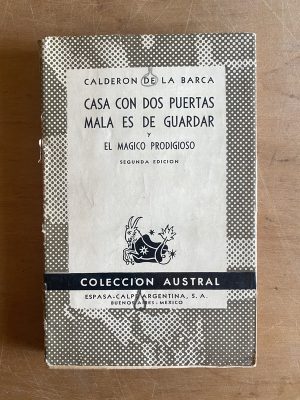 CALDERON DE LA BARCA
CASA CON DOS PUERTAS
MALA ES DE GUARDAR
y
EL MAGICO PRODIGIOSO
SEGUNDA EDICION
COLECCION AUSTRAL
ESPASA-CALPE ARGENTINA, S. A.
BUENOS AIRES - MEXICO